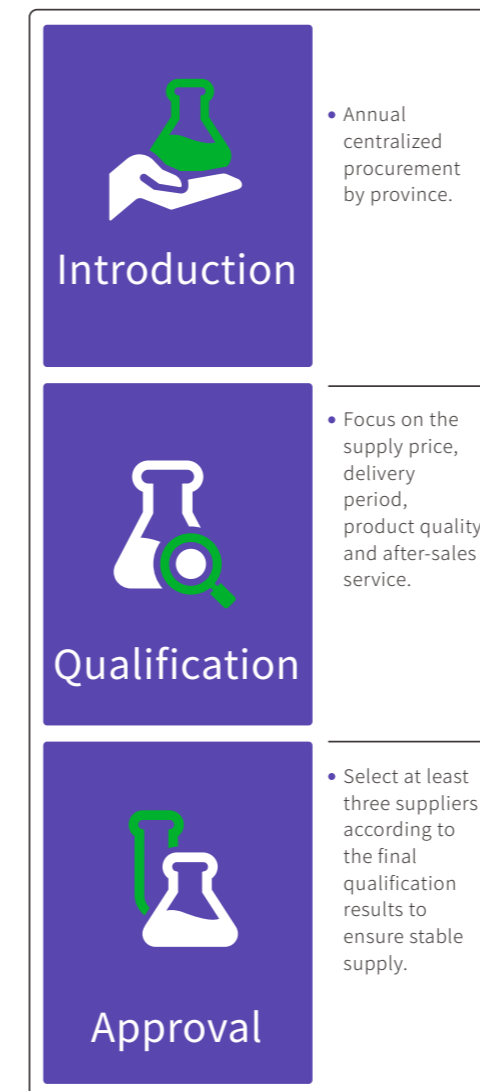 Introduction
• Annual
centralized
procurement
by province.
Qualification
• Focus on the
supply price,
delivery
period,
product quality
and after-sales
service.
Approval
• Select at least
three suppliers
according to
the final
qualification
results to
ensure stable
supply.